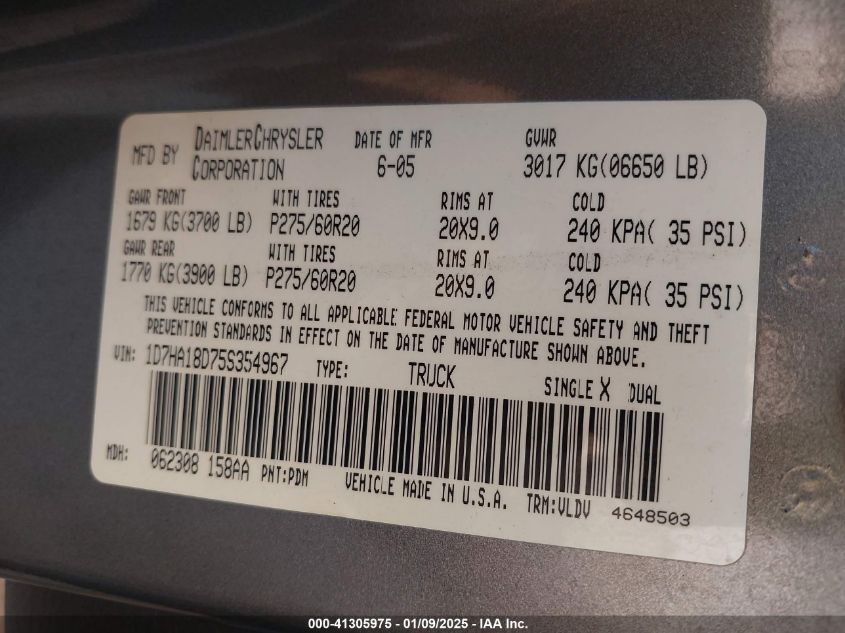 MFD BY DAIMLERCHRYSLER CORPORATION DATE OF MFR 6-05 GVWR 3017 KG(06650 LB)
GAWR FRONT WITH TIRES RIMS AT COLD
1679 KG(3700 LB) P275/60R20 20X9.0 240 KPA( 35 PSI)
GAWR REAR WITH TIRES RIMS AT COLD
1770 KG(3900 LB) P275/60R20 20X9.0 240 KPA( 35 PSI)
THIS VEHICLE CONFORMS TO ALL APPLICABLE FEDERAL MOTOR VEHICLE SAFETY AND THEFT
PREVENTION STANDARDS IN EFFECT ON THE DATE OF MANUFACTURE SHOWN ABOVE.
VIN: 1D7HA18D75S354967 TYPE: TRUCK SINGLE X DUAL
MDH: 062308 158AA PNT:PDM VEHICLE MADE IN U.S.A. TRM:VLDV 4648503
000-41305975 - 01/09/2025 - IAA Inc.